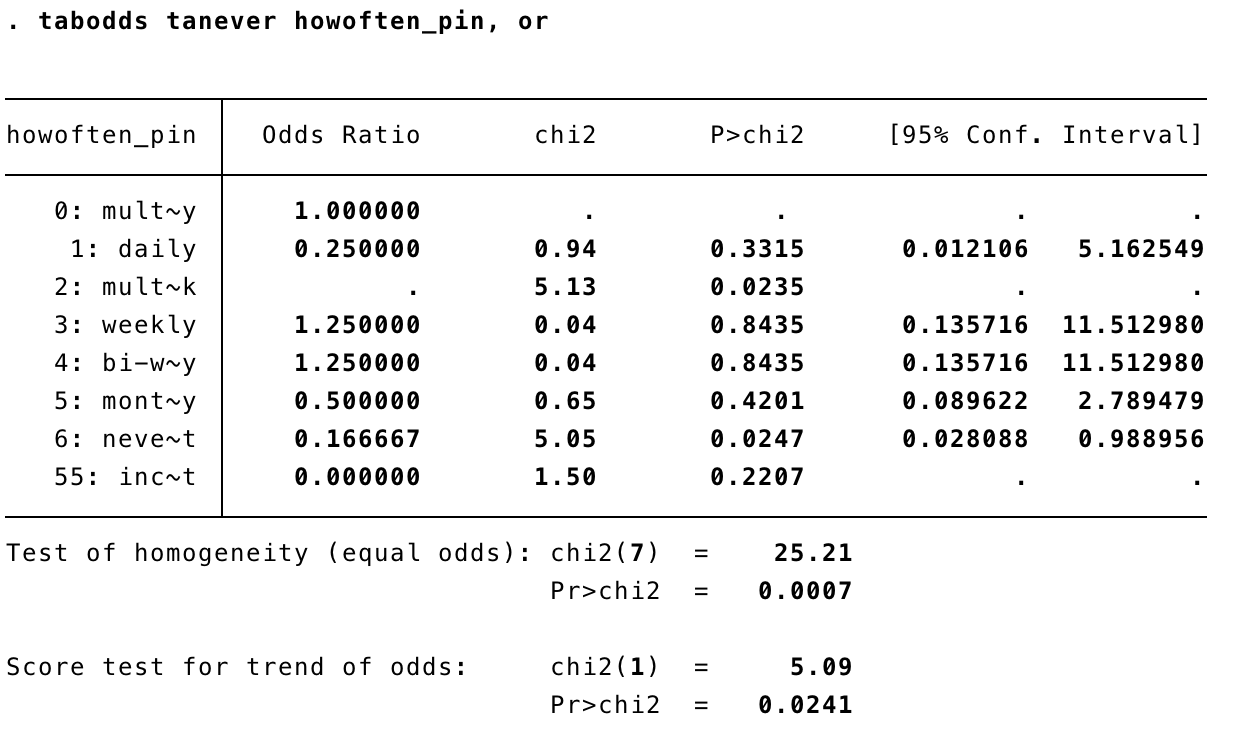 . tabodds tanever howoften_pin, or
howoften_pin Odds Ratio chi2 P>chi2 [95% Conf. Interval]
0: mult~y 1.000000 . . . .
1: daily 0.250000 0.94 0.3315 0.012106 5.162549
2: mult~k . 5.13 0.0235 . .
3: weekly 1.250000 0.04 0.8435 0.135716 11.512980
4: bi-w~y 1.250000 0.04 0.8435 0.135716 11.512980
5: mont~y 0.500000 0.65 0.4201 0.089622 2.789479
6: neve~t 0.166667 5.05 0.0247 0.028088 0.988956
55: inc~t 0.000000 1.50 0.2207 . .
Test of homogeneity (equal odds): chi2(7) = 25.21
Pr>chi2 = 0.0007
Score test for trend of odds: chi2(1) = 5.09
Pr>chi2 = 0.0241